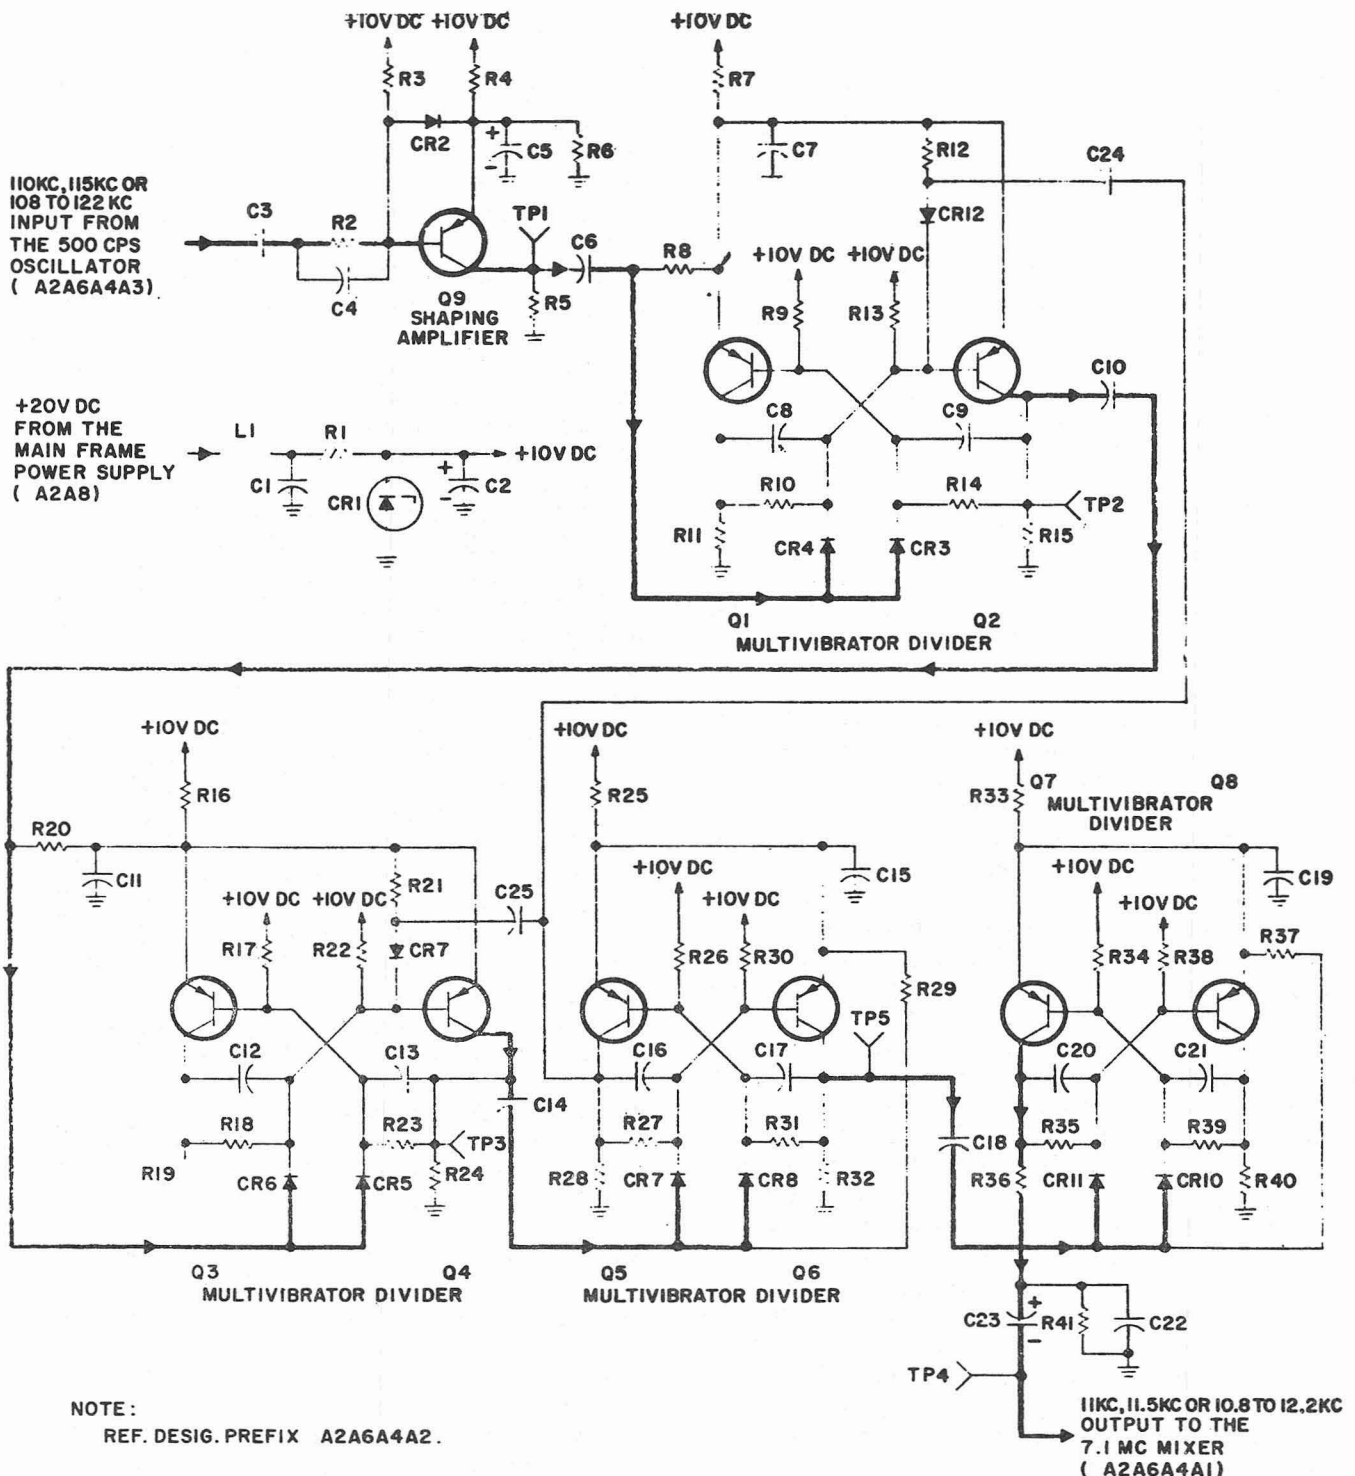 +10V DC +10V DC
+10V DC
R3
R4
R7
CR2
C5
R6
C7
R12
C24
110KC, 115KC OR
108 TO 122 KC
INPUT FROM
THE 500 CPS
OSCILLATOR
( A2A6A4A3)
C3
R2
C4
Q9
SHAPING
AMPLIFIER
TP1
C6
R5
R8
CR12
+10V DC +10V DC
R9
R13
C10
+20V DC
FROM THE
MAIN FRAME
POWER SUPPLY
( A2A8)
L1
R1
+10V DC
C1
CR1
C2
C8
C9
R10
R14
TP2
R11
CR4
CR3
R15
Q1
Q2
MULTIVIBRATOR DIVIDER
+10V DC
+10V DC
+10V DC
R16
R25
R33
Q7
Q8
MULTIVIBRATOR
DIVIDER
R20
C11
R21
C25
C15
C19
+10V DC +10V DC
+10V DC
+10V DC
+10V DC
+10V DC
R17
R22
CR7
R26
R30
R29
R34
R38
R37
TP5
C12
C13
C14
C16
C17
C18
C20
C21
R18
R23
TP3
R27
R31
R35
R39
R19
CR6
CR5
R24
R28
CR7
CR8
R32
R36
CR11
CR10
R40
Q3
Q4
MULTIVIBRATOR DIVIDER
Q5
Q6
MULTIVIBRATOR DIVIDER
C23
+
-
R41
C22
TP4
11KC, 11.5KC OR 10.8 TO 12.2KC
OUTPUT TO THE
7.1 MC MIXER
( A2A6A4A1)
NOTE:
REF. DESIG. PREFIX A2A6A4A2.